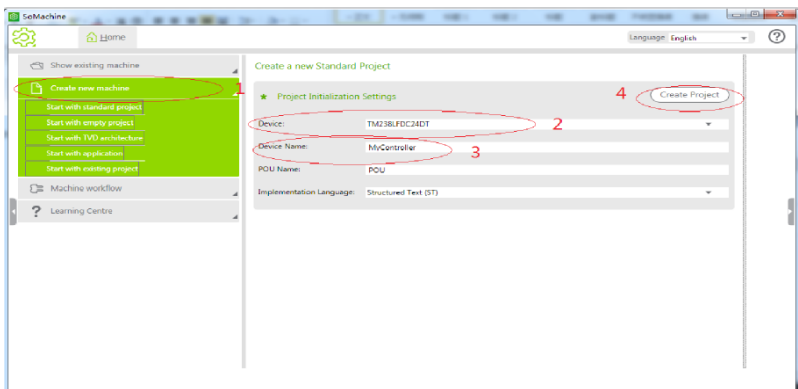 SoMachine
Home
Language English
Show existing machine
Create new machine
1
Start with standard project
Start with empty project
Start with TVD architecture
Start with application
Start with existing project
Machine workflow
? Learning Centre
Create a new Standard Project
Project Initialization Settings
4
Create Project
Device: TM238LFDC24DT
2
Device Name: MyController
3
POU Name: POU
Implementation Language: Structured Text (ST)